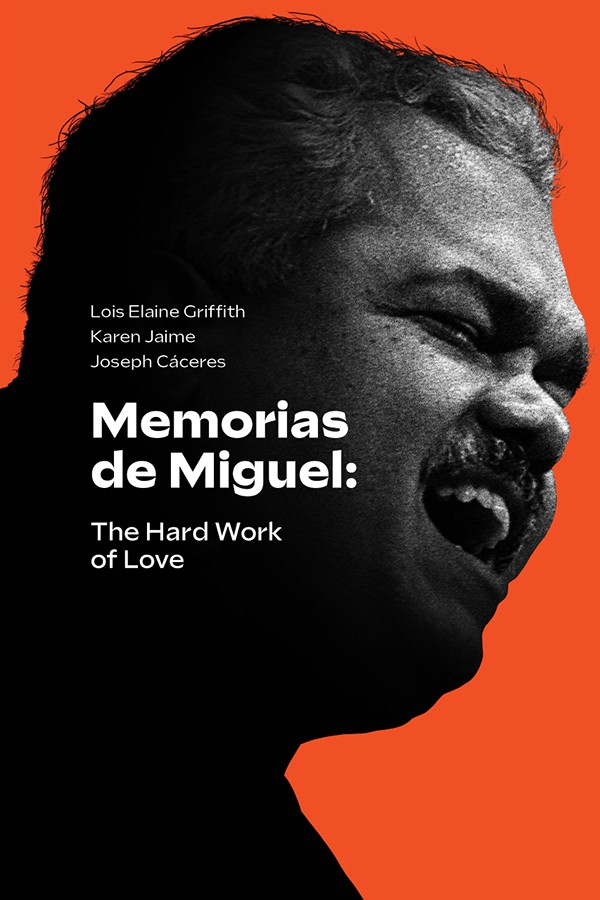 Lois Elaine Griffith
Karen Jaime
Joseph Cáceres
Memorias
de Miguel:
The Hard Work
of Love